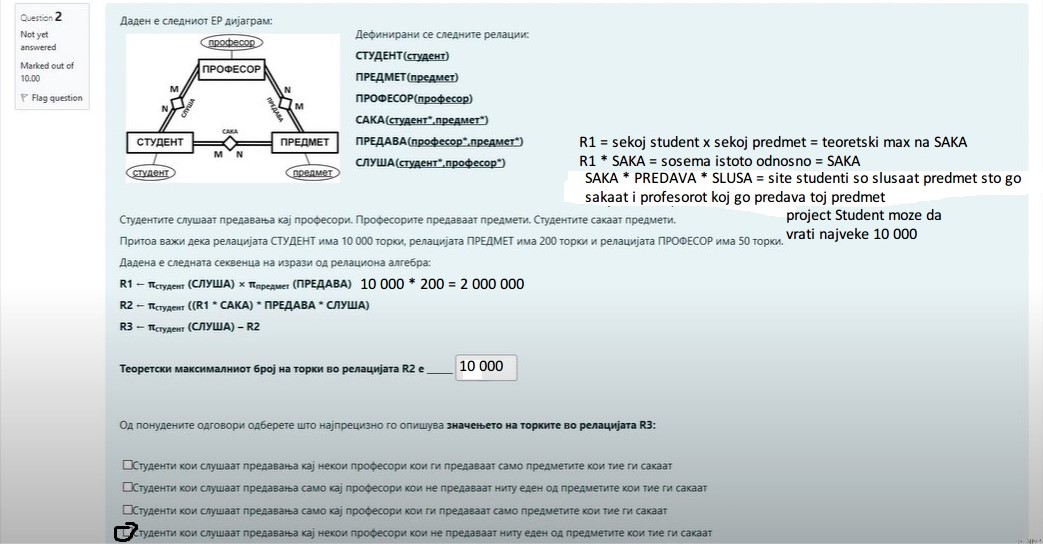 Question 2
Not yet
answered
Marked out of
10.00
Flag question
Даден е следниот ЕР дијаграм:
професор
ПРОФЕСОР
M
N
СЛУША
N
M
ПРЕДАВА
СТУДЕНТ
САКА
M N
ПРЕДМЕТ
студент
предмет
Дефинирани се следните релации:
СТУДЕНТ(студент)
ПРЕДМЕТ(предмет)
ПРОФЕСОР(професор)
САКА(студент*,предмет*)
ПРЕДАВА(професор*,предмет*)
СЛУША(студент*,професор*)
R1 = sekoj student x sekoj predmet = teoretski max na SAKA
R1 * SAKA = sosema istoto odnosno = SAKA
SAKA * PREDAVA * SLUSA = site studenti so slusaat predmet sto go
sakaat i profesorot koj go predava toj predmet
project Student moze da
vrati najveke 10 000
Студентите слушаат предавања кај професори. Професорите предаваат предмети. Студентите сакаат предмети.
Притоа важи дека релацијата СТУДЕНТ има 10 000 торки, релацијата ПРЕДМЕТ има 200 торки и релацијата ПРОФЕСОР има 50 торки.
Дадена е следната секвенца на изрази од релациона алгебра:
R1 ← πстудент (СЛУША) × πпредмет (ПРЕДАВА) 10 000 * 200 = 2 000 000
R2 ← πстудент ((R1 * САКА) * ПРЕДАВА * СЛУША)
R3 ← πстудент (СЛУША) – R2
Теоретски максималниот број на торки во релацијата R2 е _____ 10 000
Од понудените одговори одберете што најпрецизно го опишува значењето на торките во релацијата R3:
Студенти кои слушаат предавања кај некои професори кои ги предаваат само предметите кои тие ги сакаат
Студенти кои слушаат предавања само кај професори кои не предаваат ниту еден од предметите кои тие ги сакаат
Студенти кои слушаат предавања само кај професори кои ги предаваат само предметите кои тие ги сакаат
Студенти кои слушаат предавања кај некои професори кои не предаваат ниту еден од предметите кои тие ги сакаат